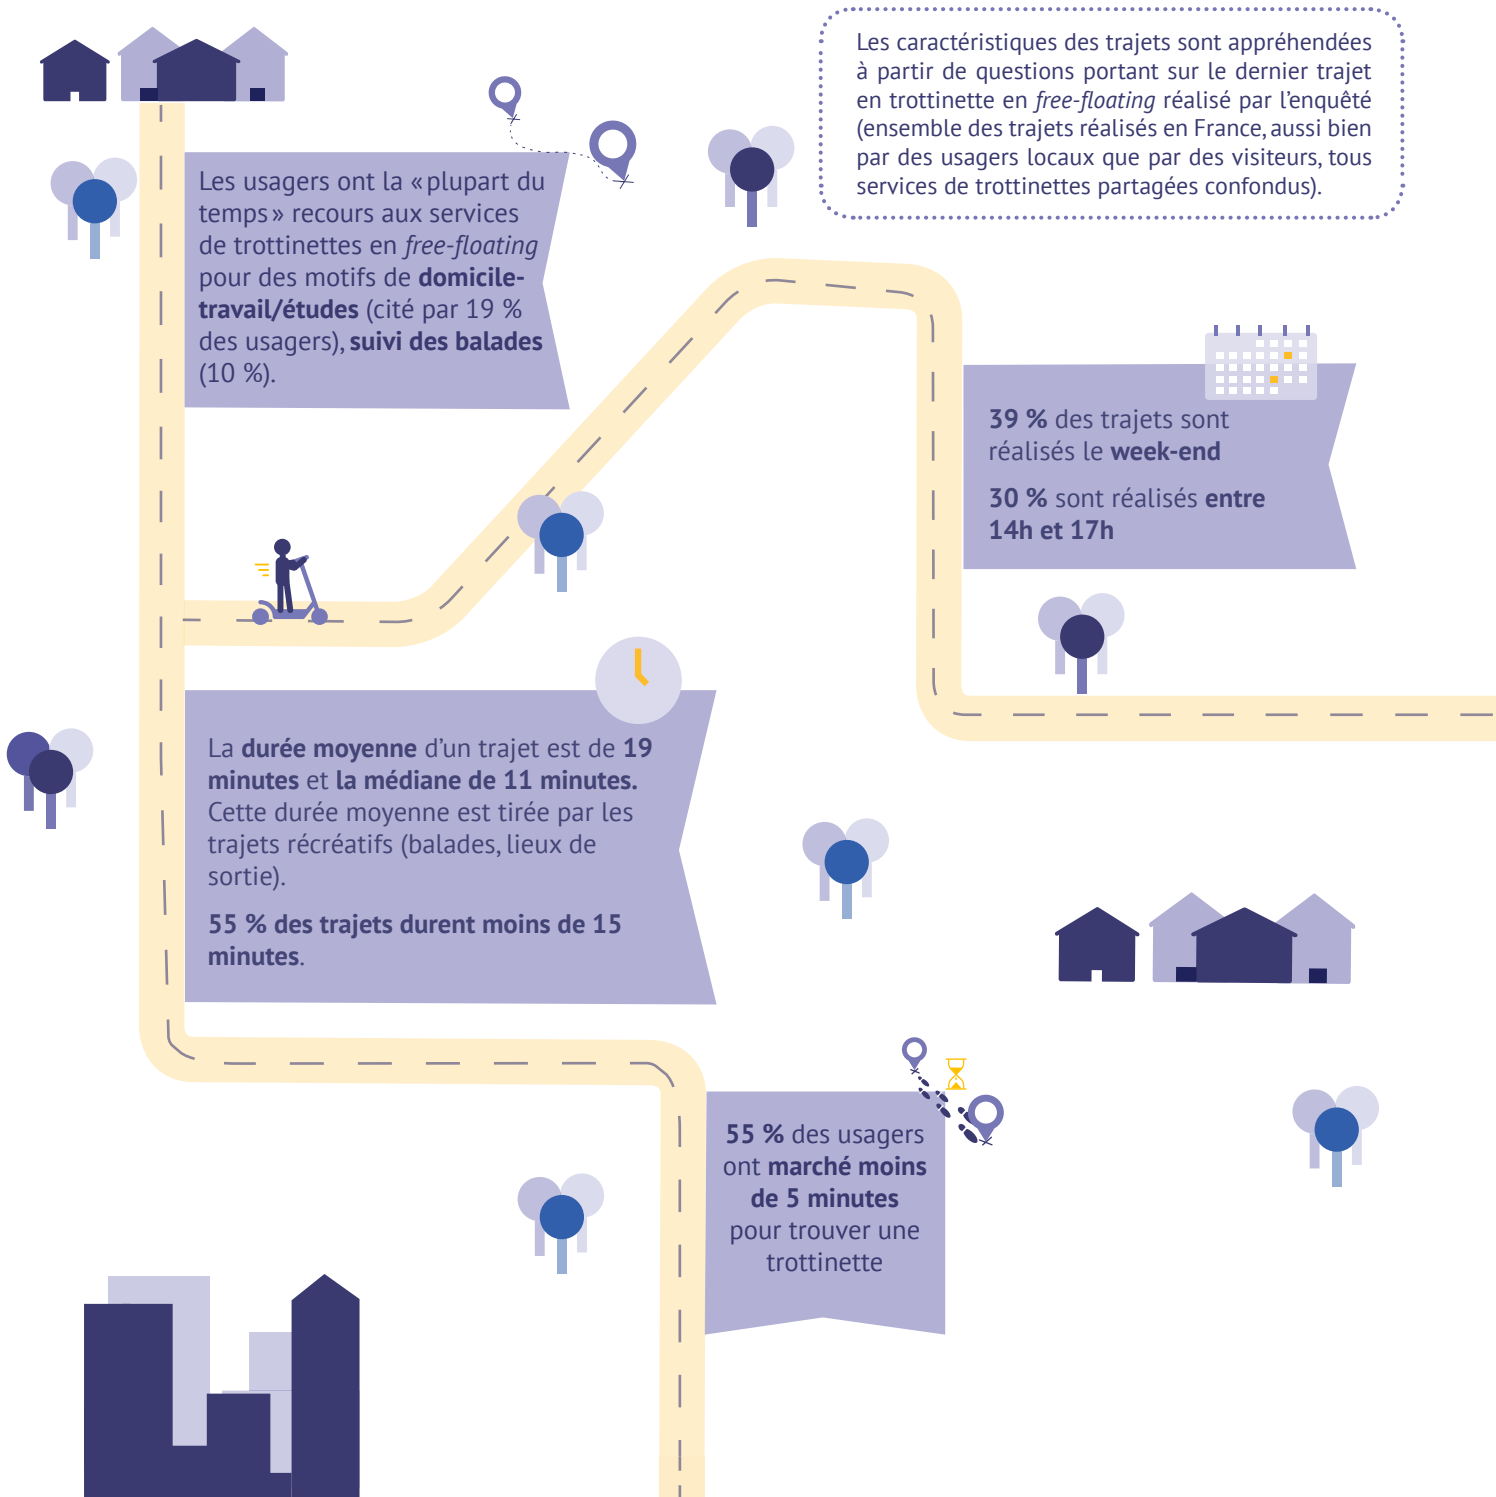 Les caractéristiques des trajets sont appréhendées
à partir de questions portant sur le dernier trajet
en trottinette en free-floating réalisé par l'enquêté
(ensemble des trajets réalisés en France, aussi bien
par des usagers locaux que par des visiteurs, tous
services de trottinettes partagées confondus).
Les usagers ont la « plupart du
temps » recours aux services
de trottinettes en free-floating
pour des motifs de domicile-
travail/études (cité par 19 %
des usagers), suivi des balades
(10 %).
39 % des trajets sont
réalisés le week-end
30 % sont réalisés entre
14h et 17h
La durée moyenne d'un trajet est de 19
minutes et la médiane de 11 minutes.
Cette durée moyenne est tirée par les
trajets récréatifs (balades, lieux de
sortie).
55 % des trajets durent moins de 15
minutes.
55 % des usagers
ont marché moins
de 5 minutes
pour trouver une
trottinette